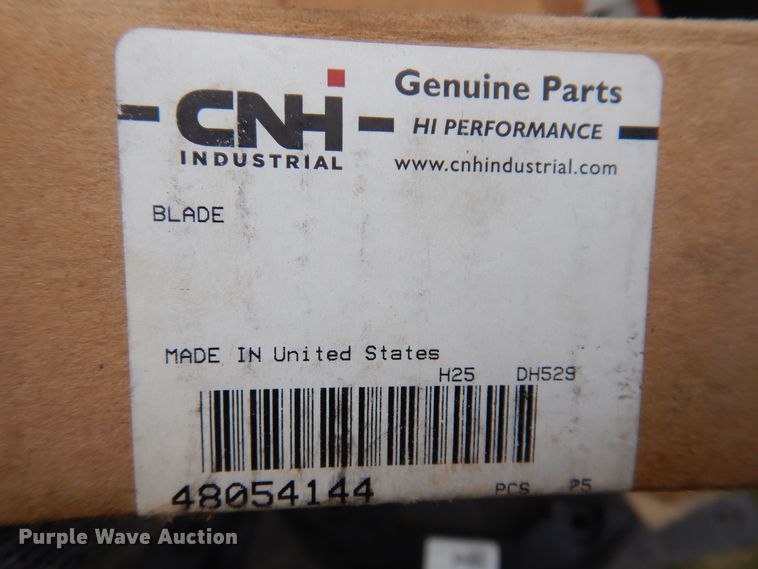 CNH
INDUSTRIAL
Genuine Parts
HI PERFORMANCE
www.cnhindustrial.com
BLADE
MADE IN United States
H25 DH529
48054144
PCS 25
Purple Wave Auction